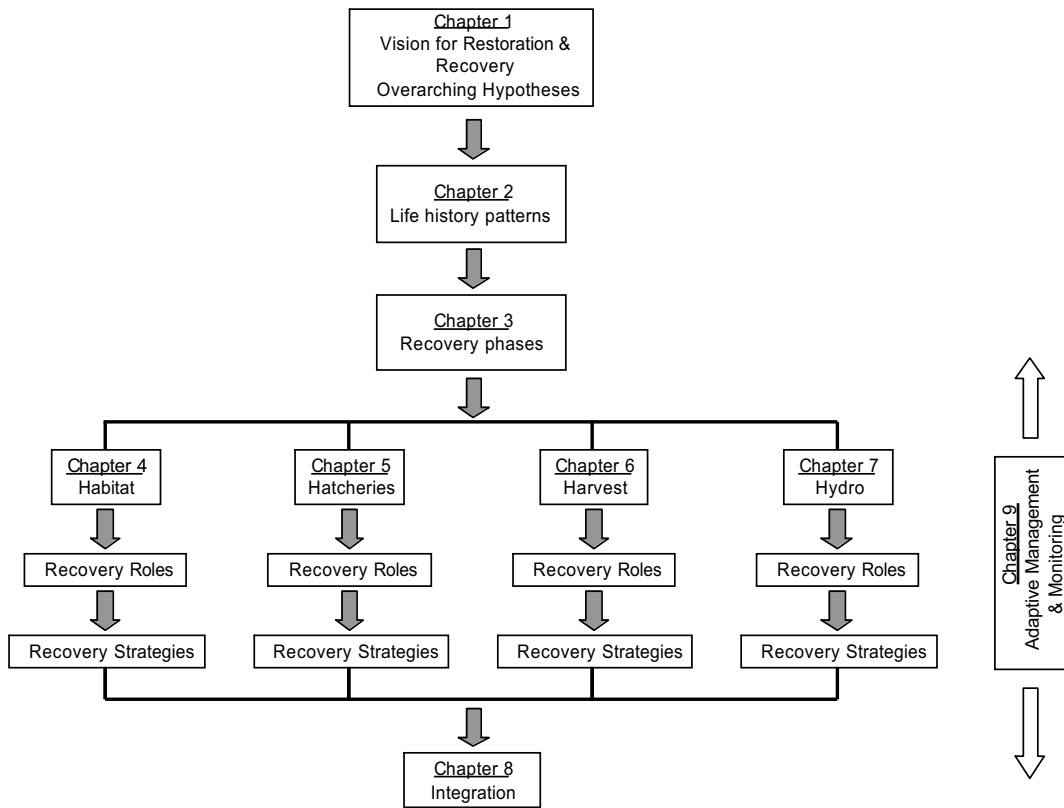 Chapter 1
Vision for Restoration &
Recovery
Overarching Hypotheses
Chapter 2
Life history patterns
Chapter 3
Recovery phases
Chapter 4
Habitat
Chapter 5
Hatcheries
Chapter 6
Harvest
Chapter 7
Hydro
Recovery Roles
Recovery Roles
Recovery Roles
Recovery Roles
Recovery Strategies
Recovery Strategies
Recovery Strategies
Recovery Strategies
Chapter 8
Integration
Chapter 9
Adaptive Management
& Monitoring